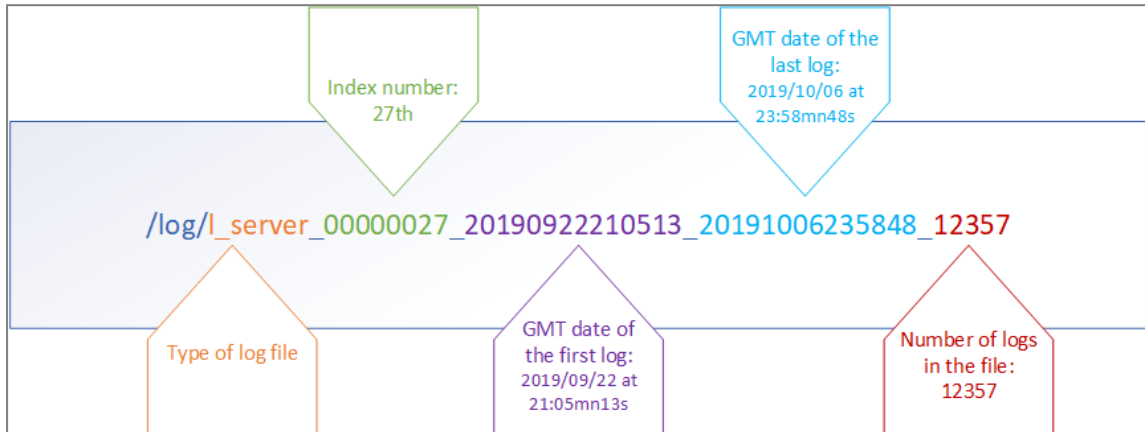 Index number:
27th
GMT date of the
last log:
2019/10/06 at
23:58mn48s
/log/l_server_00000027_20190922210513_20191006235848_12357
Type of log file
GMT date of
the first log:
2019/09/22 at
21:05mn13s
Number of logs
in the file:
12357